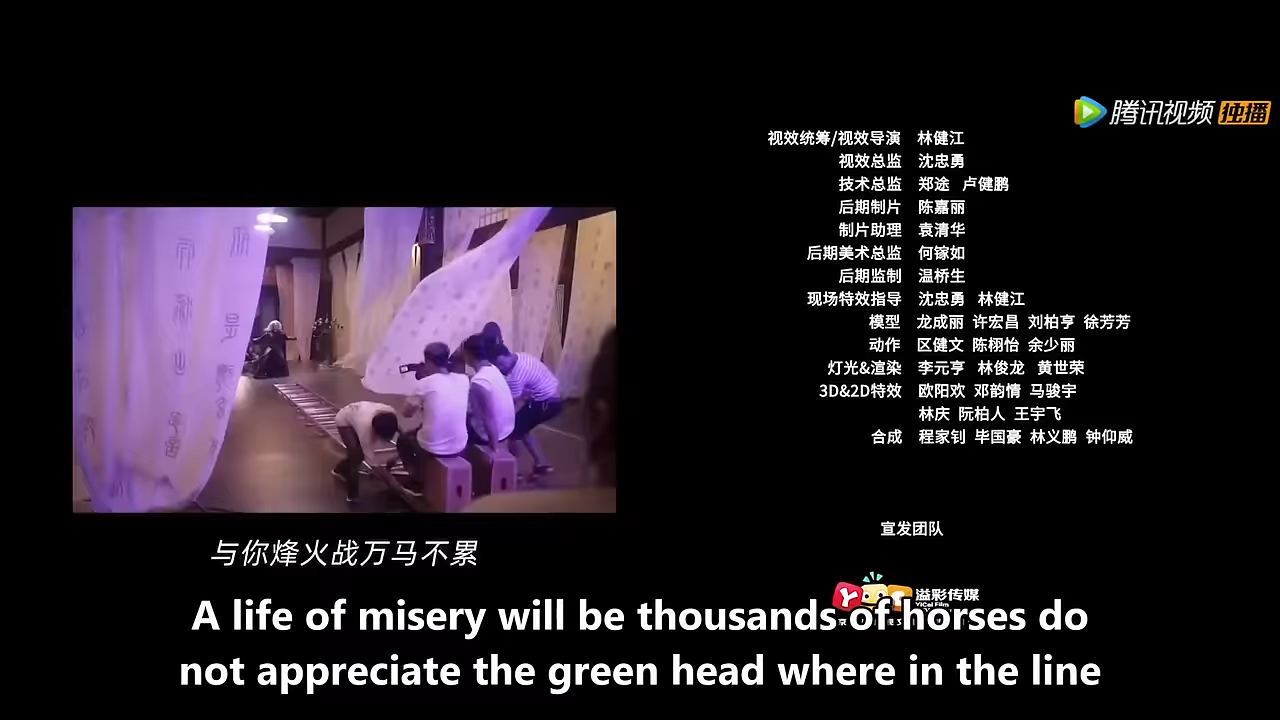 腾讯视频 独播
视效统筹/视效导演 林健江
视效总监 沈忠勇
技术总监 郑途 卢健鹏
后期制片 陈嘉丽
制片助理 袁清华
后期美术总监 何镓如
后期监制 温桥生
现场特效指导 沈忠勇 林健江
模型 龙成丽 许宏昌 刘柏亨 徐芳芳
动作 区健文 陈栩怡 余少丽
灯光&渲染 李元亨 林俊龙 黄世荣
3D&2D特效 欧阳欢 邓韵情 马骏宇
林庆 阮柏人 王宇飞
合成 程家钊 毕国豪 林义鹏 钟仰威
宣发团队
溢彩传媒
YiCai Film
与你烽火战万马不累
A life of misery will be thousands of horses do
not appreciate the green head where in the line